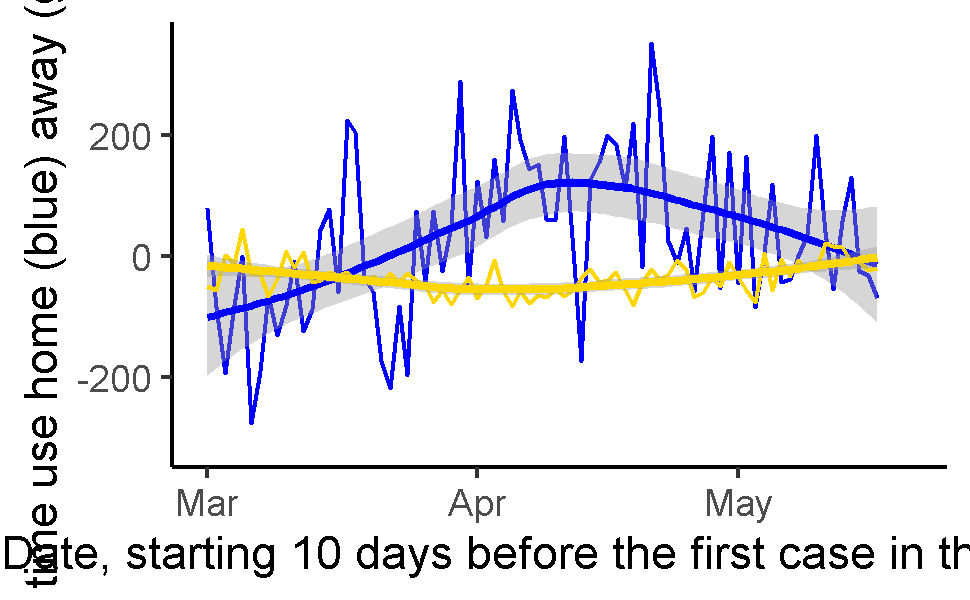 time use home (blue) away (
200
0
-200
Mar Apr May
Date, starting 10 days before the first case in th